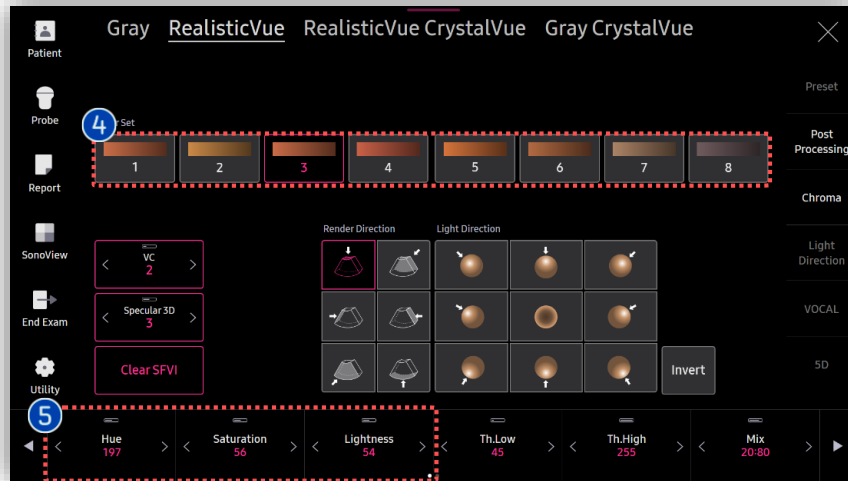 Gray RealisticVue RealisticVue CrystalVue Gray CrystalVue
Patient
Preset
Probe
4
r Set
Post
Processing
1 2 3 4 5 6 7 8
Report
Chroma
Render Direction Light Direction
SonoView
VC
2
Light
Direction
End Exam
Specular 3D
3
VOCAL
Clear SFVI
Invert
5D
Utility
5
Hue Saturation Lightness Th.Low Th.High Mix
197 56 54 45 255 20:80